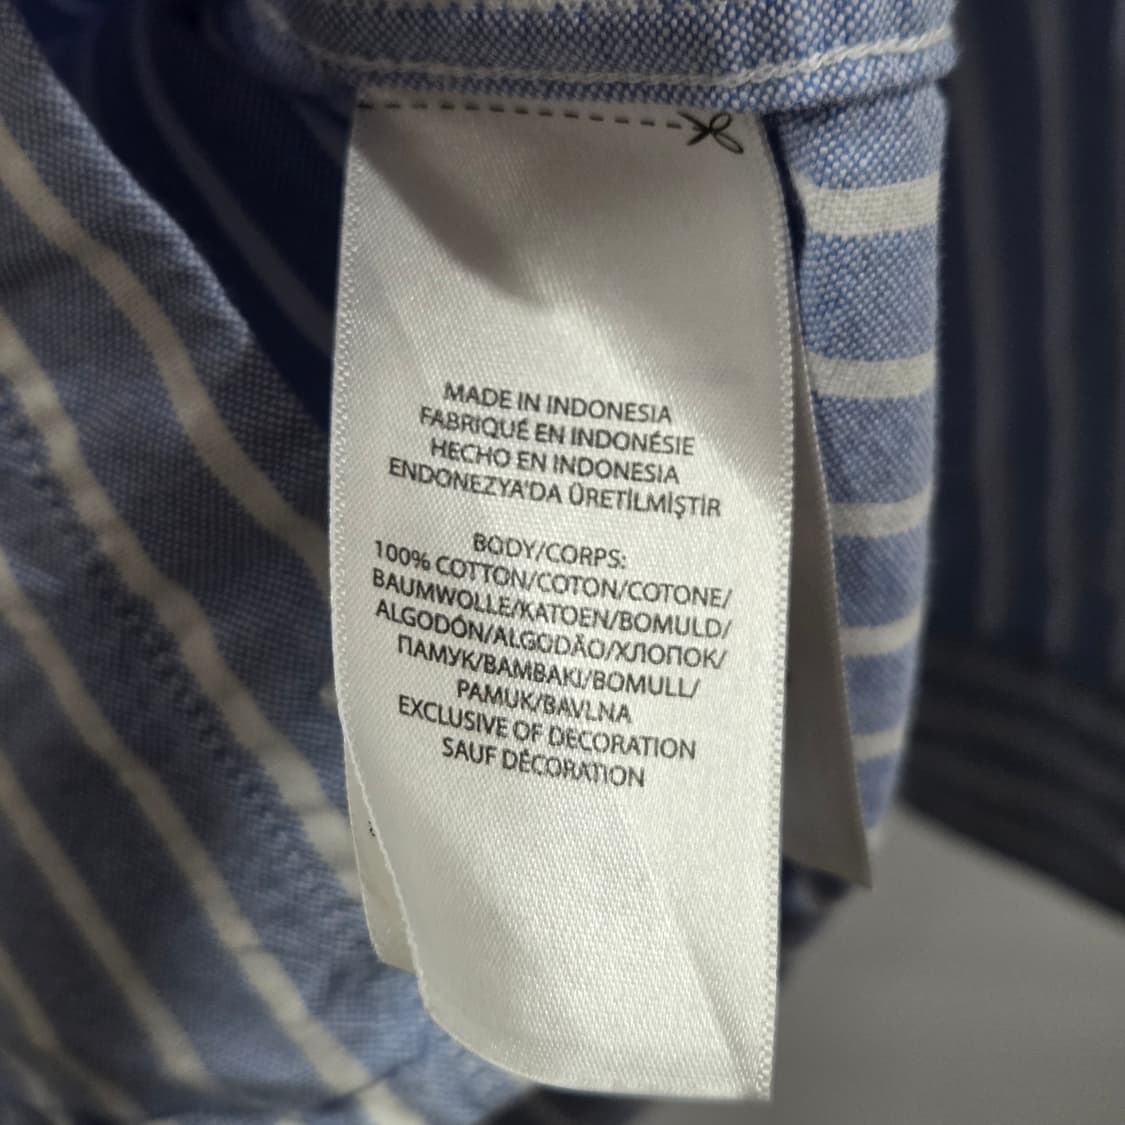 MADE IN INDONESIA
FABRIQUÉ EN INDONÉSIE
HECHO EN INDONESIA
ENDONEZYA'DA ÜRETİLMİŞTİR
BODY/CORPS:
100% COTTON/COTON/COTONE/
BAUMWOLLE/KATOEN/BOMULD/
ALGODÓN/ALGODÃO/ХЛОПОК/
ПАМУК/ΒΑΜΒΑΚΙ/BOMULL/
PAMUK/BAVLNA
EXCLUSIVE OF DECORATION
SAUF DÉCORATION